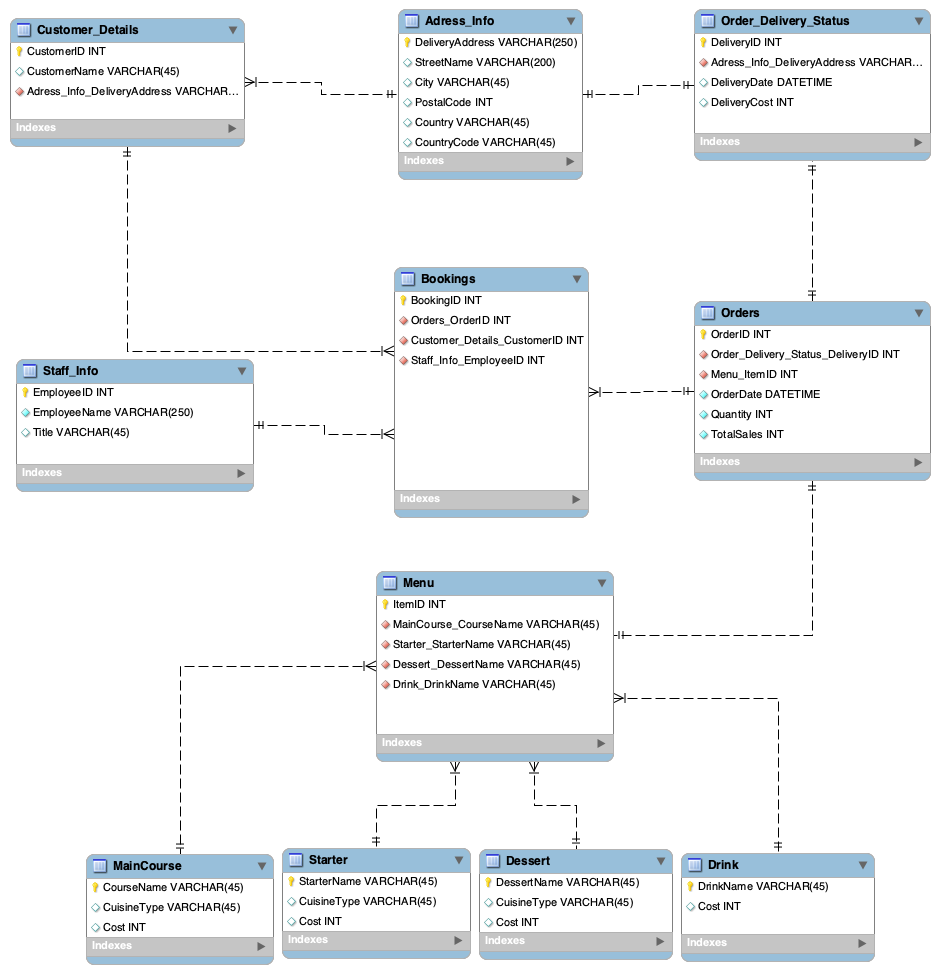 Customer_Details
CustomerID INT
CustomerName VARCHAR(45)
Adress_Info_DeliveryAddress VARCHAR...
Indexes
Adress_Info
DeliveryAddress VARCHAR(250)
StreetName VARCHAR(200)
City VARCHAR(45)
PostalCode INT
Country VARCHAR(45)
CountryCode VARCHAR(45)
Indexes
Order_Delivery_Status
DeliveryID INT
Adress_Info_DeliveryAddress VARCHAR...
DeliveryDate DATETIME
DeliveryCost INT
Indexes
Bookings
BookingID INT
Orders_OrderID INT
Customer_Details_CustomerID INT
Staff_Info_EmployeeID INT
Indexes
Orders
OrderID INT
Order_Delivery_Status_DeliveryID INT
Menu_ItemID INT
OrderDate DATETIME
Quantity INT
TotalSales INT
Indexes
Staff_Info
EmployeeID INT
EmployeeName VARCHAR(250)
Title VARCHAR(45)
Indexes
Menu
ItemID INT
MainCourse_CourseName VARCHAR(45)
Starter_StarterName VARCHAR(45)
Dessert_DessertName VARCHAR(45)
Drink_DrinkName VARCHAR(45)
Indexes
MainCourse
CourseName VARCHAR(45)
CuisineType VARCHAR(45)
Cost INT
Indexes
Starter
StarterName VARCHAR(45)
CuisineType VARCHAR(45)
Cost INT
Indexes
Dessert
DessertName VARCHAR(45)
CuisineType VARCHAR(45)
Cost INT
Indexes
Drink
DrinkName VARCHAR(45)
Cost INT
Indexes